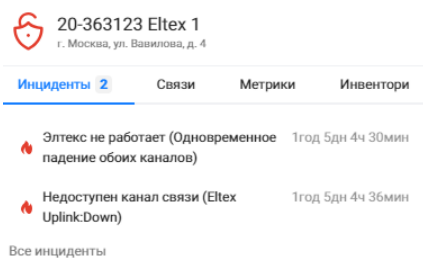 20-363123 Eltex 1
г. Москва, ул. Вавилова, д. 4
Инциденты 2 Связи Метрики Инвентори
Элтекс не работает (Одновременное 1год 5дн 4ч 30мин
падение обоих каналов)
Недоступен канал связи (Eltex 1год 5дн 4ч 36мин
Uplink:Down)
Все инциденты